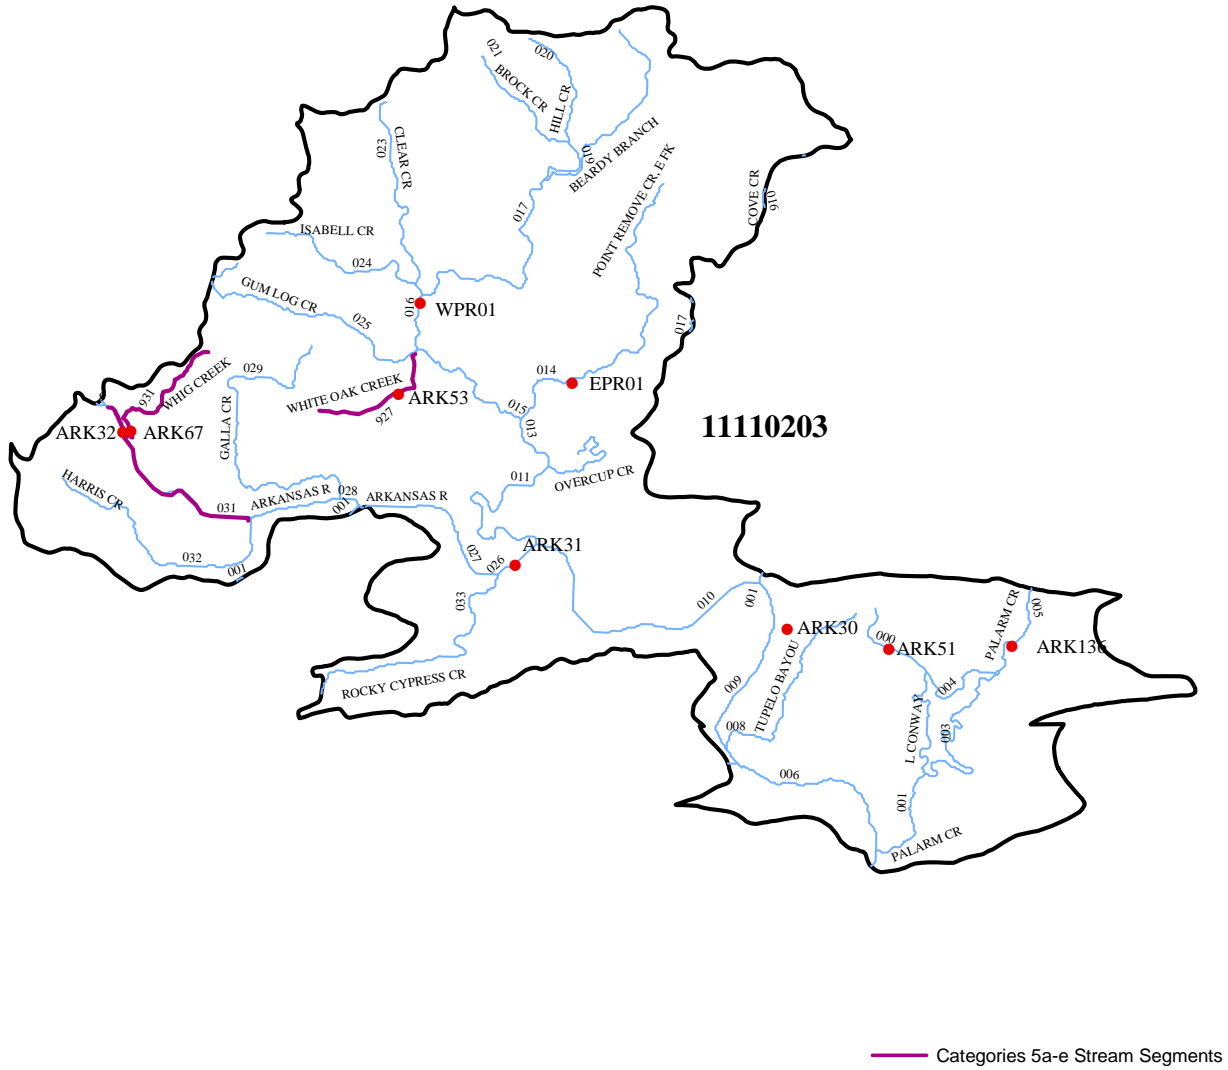 021
020
BROCK CR
HILL CR
CLEAR CR
023
019
BEARDY BRANCH
POINT REMOVE CR, E FK
COVE CR
016
017
ISABELL CR
024
GUM LOG CR
025
016
WPR01
017
029
014
EPR01
WHIG CREEK
931
WHITE OAK CREEK
ARK53
927
015
013
GALLA CR
11110203
ARK32
ARK67
HARRIS CR
011
OVERCUP CR
031
ARKANSAS R
028
001
ARKANSAS R
032
001
027
026
ARK31
033
010
001
ROCKY CYPRESS CR
ARK30
000
ARK51
PALARM CR
005
ARK136
009
TUPELO BAYOU
004
008
L CONWAY
003
006
001
PALARM CR
Categories 5a-e Stream Segments